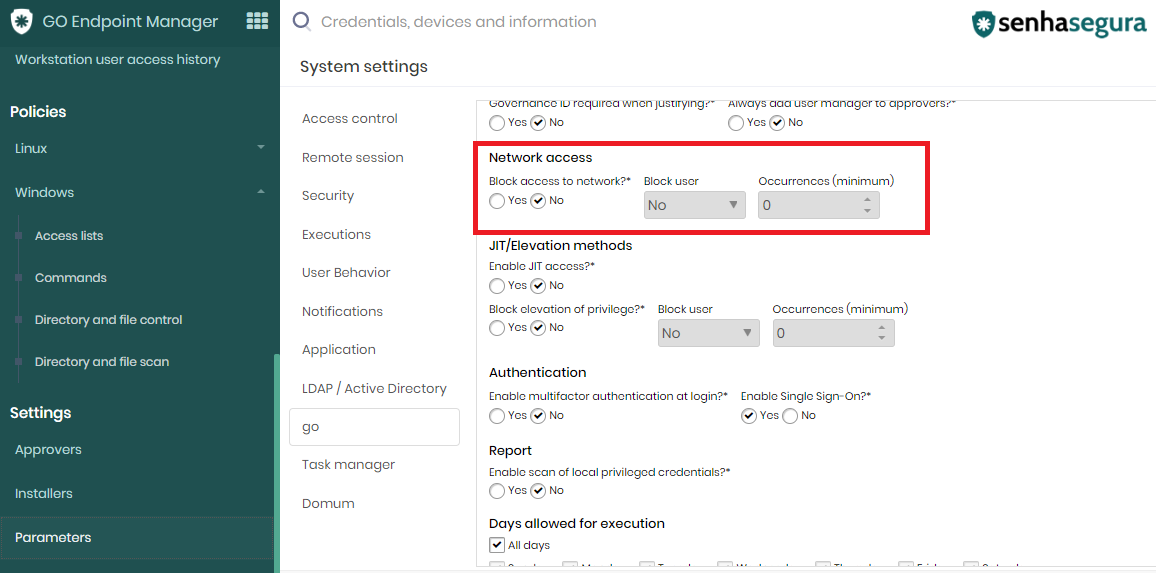 GO Endpoint Manager
Credentials, devices and information
senhasegura
Workstation user access history
Policies
Linux
Windows
Access lists
Commands
Directory and file control
Directory and file scan
Settings
Approvers
Installers
Parameters
System settings
Access control
Remote session
Security
Executions
User Behavior
Notifications
Application
LDAP / Active Directory
go
Task manager
Domum
Governance ID required when justifying?* Always add user manager to approvers?*
Yes No Yes No
Network access
Block access to network?* Block user Occurrences (minimum)
Yes No No 0
JIT/Elevation methods
Enable JIT access?*
Yes No
Block elevation of privilege?* Block user Occurrences (minimum)
Yes No No 0
Authentication
Enable multifactor authentication at login?* Enable Single Sign-On?*
Yes No Yes No
Report
Enable scan of local privileged credentials?*
Yes No
Days allowed for execution
All days